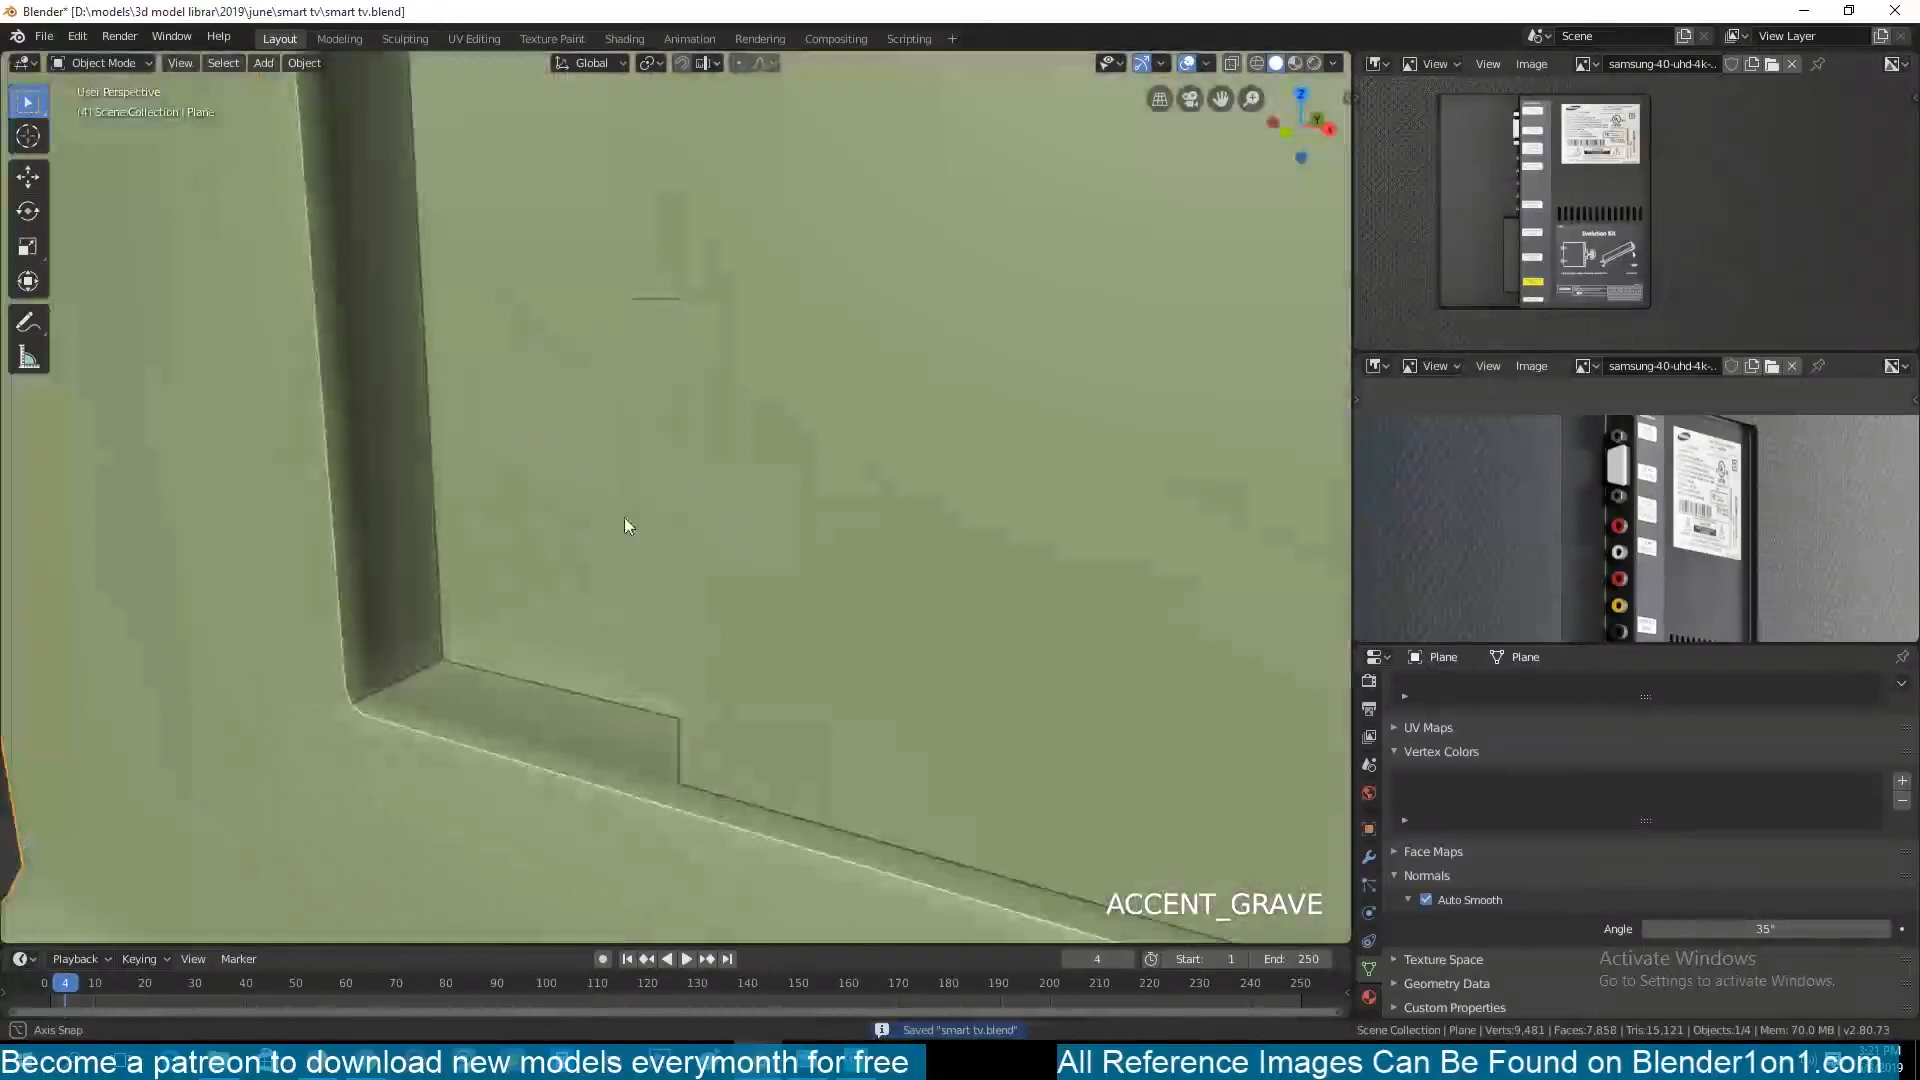 Blender* [D:\models\3d model librar\2019\june\smart tv\smart tv.blend]
File Edit Render Window Help
Layout Modeling Sculpting UV Editing Texture Paint Shading Animation Rendering Compositing Scripting +
Scene
View Layer
Object Mode View Select Add Object
Global
View View Image samsung-40-uhd-4k-..
User Perspective
(4) Scene Collection | Plane
Z
Y
X
Evolution Kit
View View Image samsung-40-uhd-4k-..
Plane Plane
UV Maps
Vertex Colors
Face Maps
Normals
Auto Smooth
Angle 35°
Texture Space
Geometry Data
Custom Properties
Activate Windows
Go to Settings to activate Windows.
ACCENT_GRAVE
Playback Keying View Marker
4 Start: 1 End: 250
0 4 10 20 30 40 50 60 70 80 90 100 110 120 130 140 150 160 170 180 190 200 210 220 230 240 250
Axis Snap
Saved "smart tv.blend"
Scene Collection | Plane | Verts:9,481 | Faces:7,858 | Tris:15,121 | Objects:1/4 | Mem: 70.0 MB | v2.80.73
Become a patreon to download new models everymonth for free
All Reference Images Can Be Found on Blender1on1.com
3:21 PM